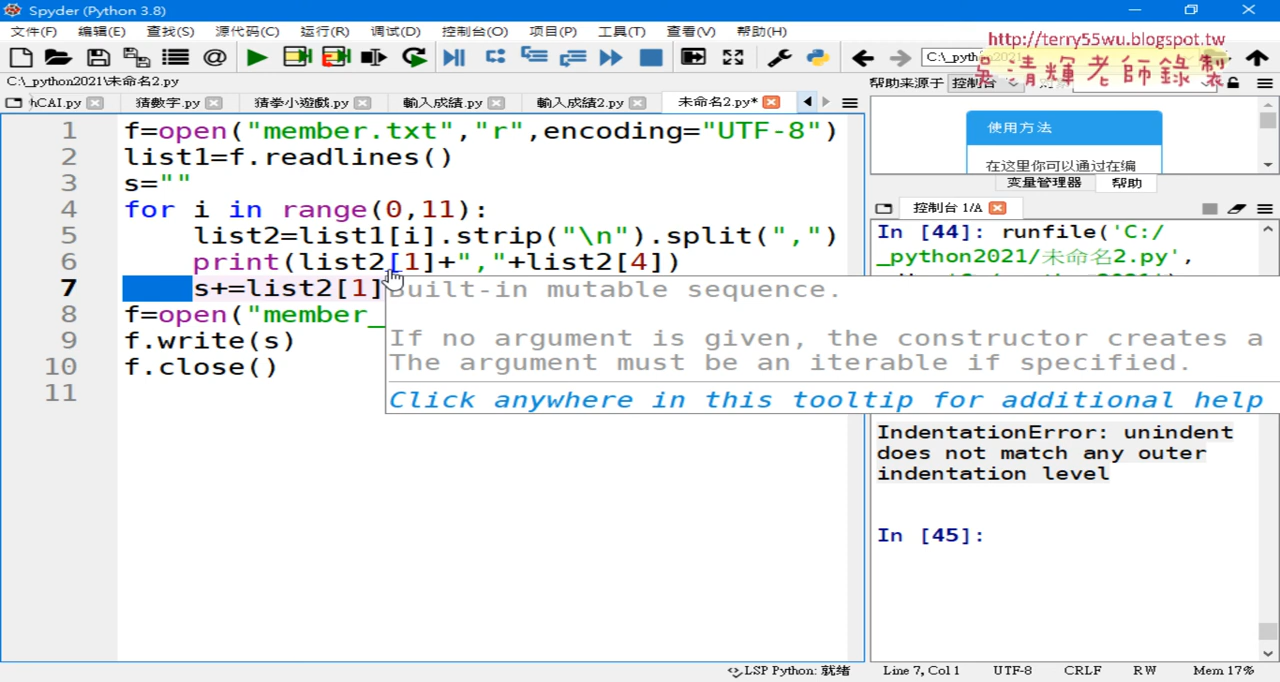 Spyder (Python 3.8)
文件(F) 编辑(E) 查找(S) 源代码(C) 运行(R) 调试(D) 控制台(O) 项目(P) 工具(T) 查看(V) 帮助(H)
http://terry55wu.blogspot.tw
吳清輝老師錄製
C:\_pyth
C:\_python2021\未命名2.py
帮助来源于 控制台
hCAI.py 猜數字.py 猜拳小遊戲.py 輸入成績.py 輸入成績2.py 未命名2.py*
1 f=open("member.txt","r",encoding="UTF-8")
2 list1=f.readlines()
3 s=""
4 for i in range(0,11):
5 list2=list1[i].strip("\n").split(",")
6 print(list2[1]+","+list2[4])
7 s+=list2[1]
8 f=open("member_
9 f.write(s)
10 f.close()
11
Built-in mutable sequence.
If no argument is given, the constructor creates a
The argument must be an iterable if specified.
Click anywhere in this tooltip for additional help
使用方法
在这里你可以通过在编
变量管理器 帮助
控制台 1/A
In [44]: runfile('C:/
_python2021/未命名2.py',
IndentationError: unindent
does not match any outer
indentation level
In [45]:
LSP Python: 就绪 Line 7, Col 1 UTF-8 CRLF RW Mem 17%